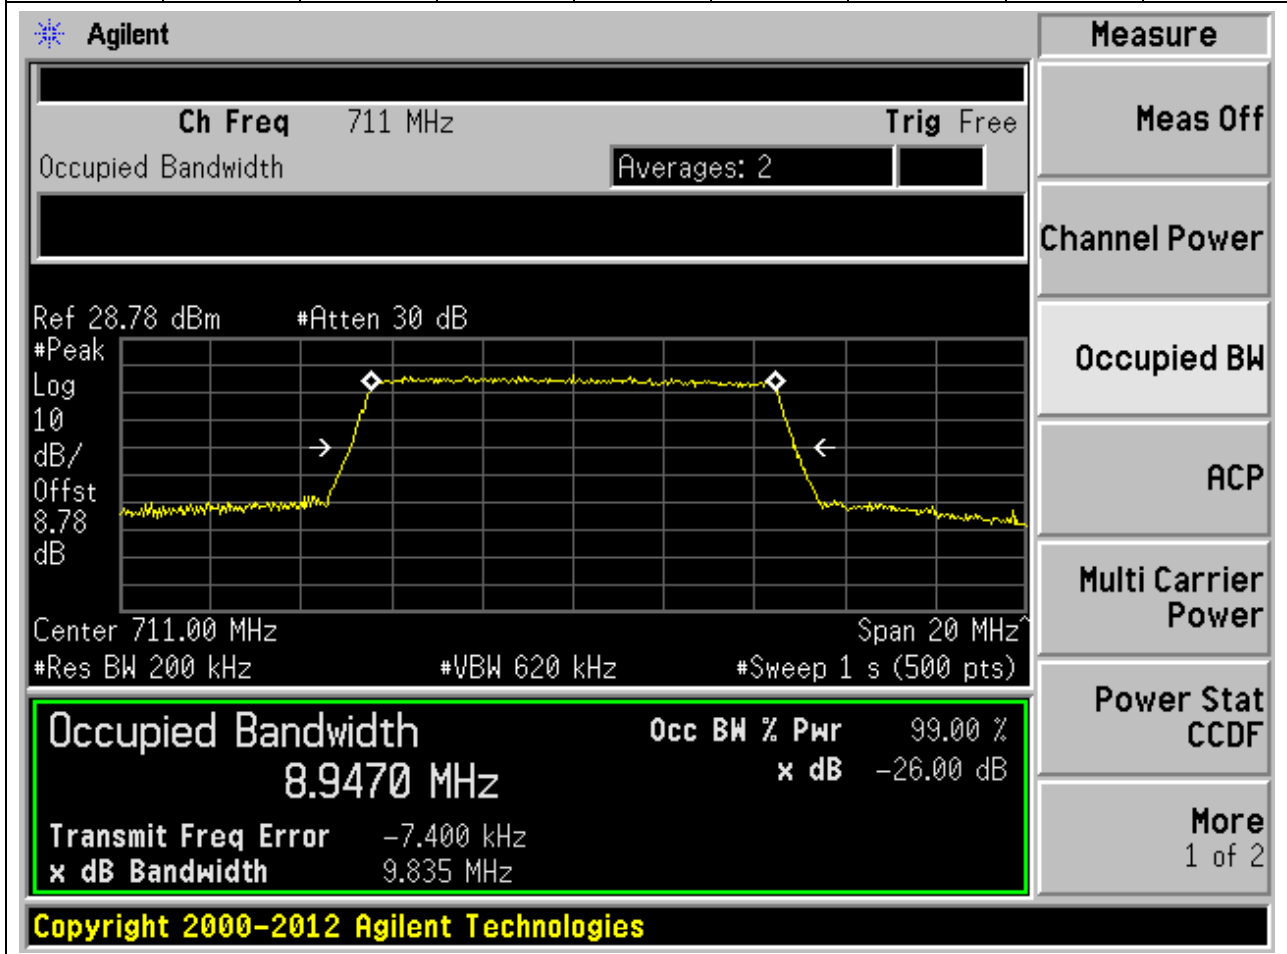 Agilent
Measure
Ch Freq 711 MHz Trig Free
Occupied Bandwidth Averages: 2
Meas Off
Channel Power
Occupied BW
ACP
Multi Carrier
Power
Power Stat
CCDF
More
1 of 2
Ref 28.78 dBm #Atten 30 dB
#Peak
Log
10
dB/
Offst
8.78
dB
Center 711.00 MHz Span 20 MHz^
#Res BW 200 kHz #VBW 620 kHz #Sweep 1 s (500 pts)
Occupied Bandwidth Occ BW % Pwr 99.00 %
8.9470 MHz x dB -26.00 dB
Transmit Freq Error -7.400 kHz
x dB Bandwidth 9.835 MHz
Copyright 2000-2012 Agilent Technologies